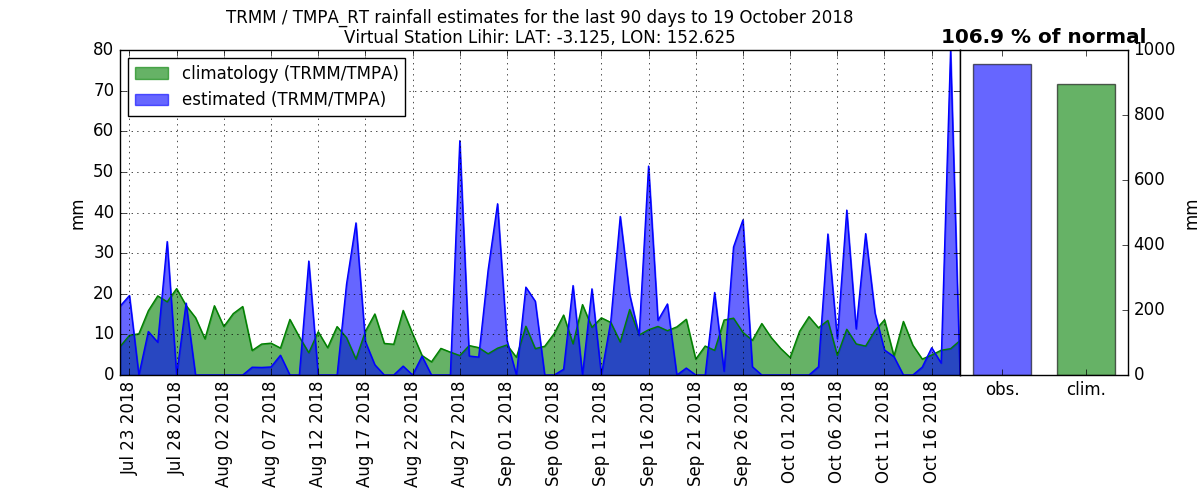 TRMM / TMPA_RT rainfall estimates for the last 90 days to 19 October 2018
Virtual Station Lihir: LAT: -3.125, LON: 152.625
106.9 % of normal
climatology (TRMM/TMPA)
estimated (TRMM/TMPA)
mm
80
70
60
50
40
30
20
10
0
Jul 23 2018
Jul 28 2018
Aug 02 2018
Aug 07 2018
Aug 12 2018
Aug 17 2018
Aug 22 2018
Aug 27 2018
Sep 01 2018
Sep 06 2018
Sep 11 2018
Sep 16 2018
Sep 21 2018
Sep 26 2018
Oct 01 2018
Oct 06 2018
Oct 11 2018
Oct 16 2018
obs.
clim.
1000
800
600
400
200
0
mm